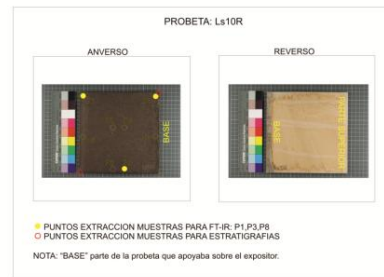 PROBETA: Ls10R
ANVERSO
REVERSO
BASE
BASE
PUNTOS EXTRACCION MUESTRAS PARA FT-IR: P1,P3,P8
PUNTOS EXTRACCION MUESTRAS PARA ESTRATIGRAFIAS
NOTA: "BASE" parte de la probeta que apoyaba sobre el expositor.